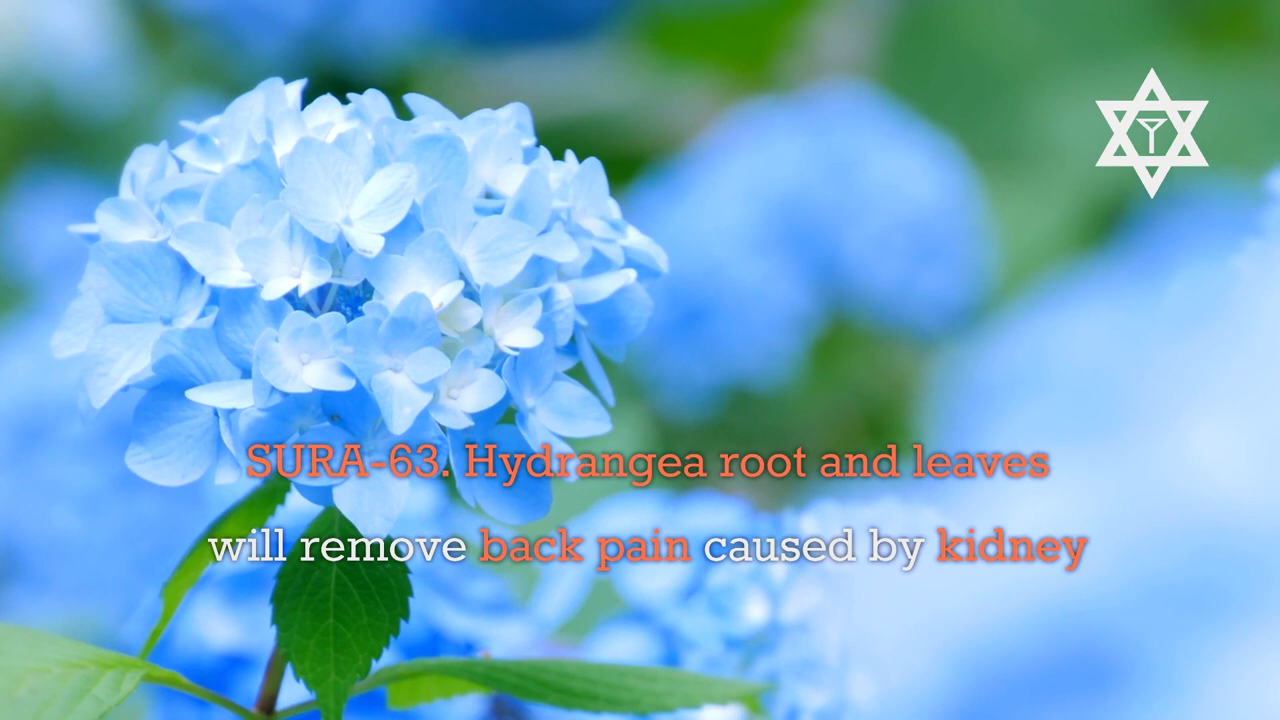 SURA-63. Hydrangea root and leaves
will remove back pain caused by kidney